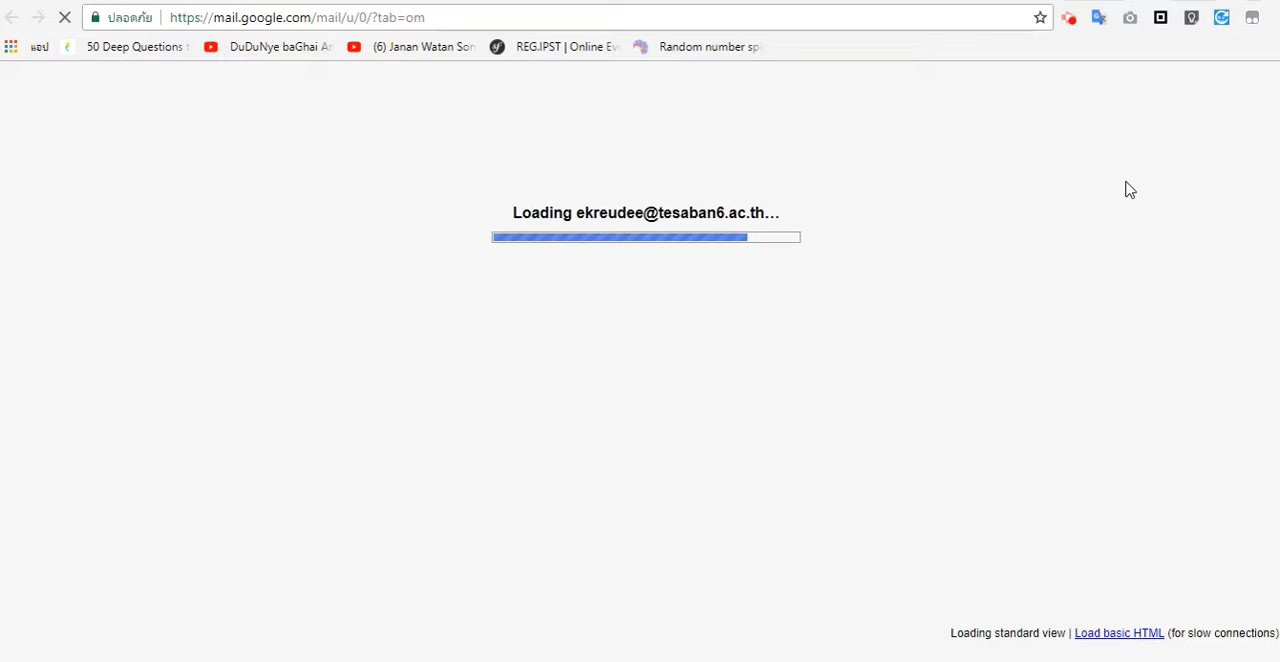 ปลอดภัย | https://mail.google.com/mail/u/0/?tab=om
แอป 50 Deep Questions DuDuNye baGhai Ar (6) Janan Watan Son REG.IPST | Online Ev Random number sp
Loading ekreudee@tesaban6.ac.th…
Loading standard view | Load basic HTML (for slow connections)